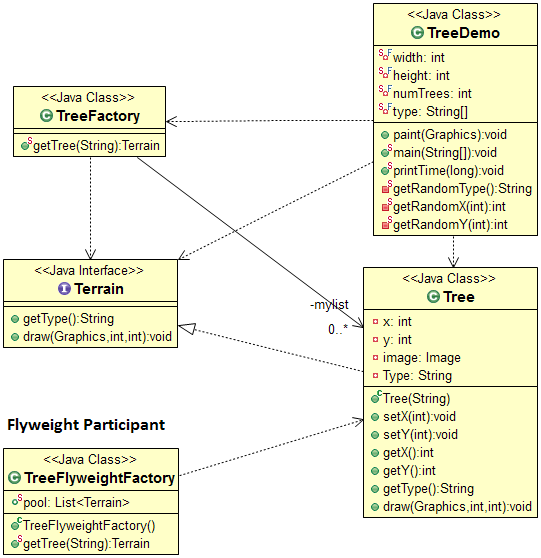 <<Java Class>>
TreeDemo
width: int
height: int
numTrees: int
type: String[]
paint(Graphics):void
main(String[]):void
printTime(long):void
getRandomType():String
getRandomX(int):int
getRandomY(int):int
<<Java Class>>
TreeFactory
getTree(String):Terrain
<<Java Interface>>
Terrain
getType():String
draw(Graphics,int,int):void
-mylist
0..*
<<Java Class>>
Tree
x: int
y: int
image: Image
Type: String
Tree(String)
setX(int):void
setY(int):void
getX():int
getY():int
getType():String
draw(Graphics,int,int):void
Flyweight Participant
<<Java Class>>
TreeFlyweightFactory
pool: List<Terrain>
TreeFlyweightFactory()
getTree(String):Terrain